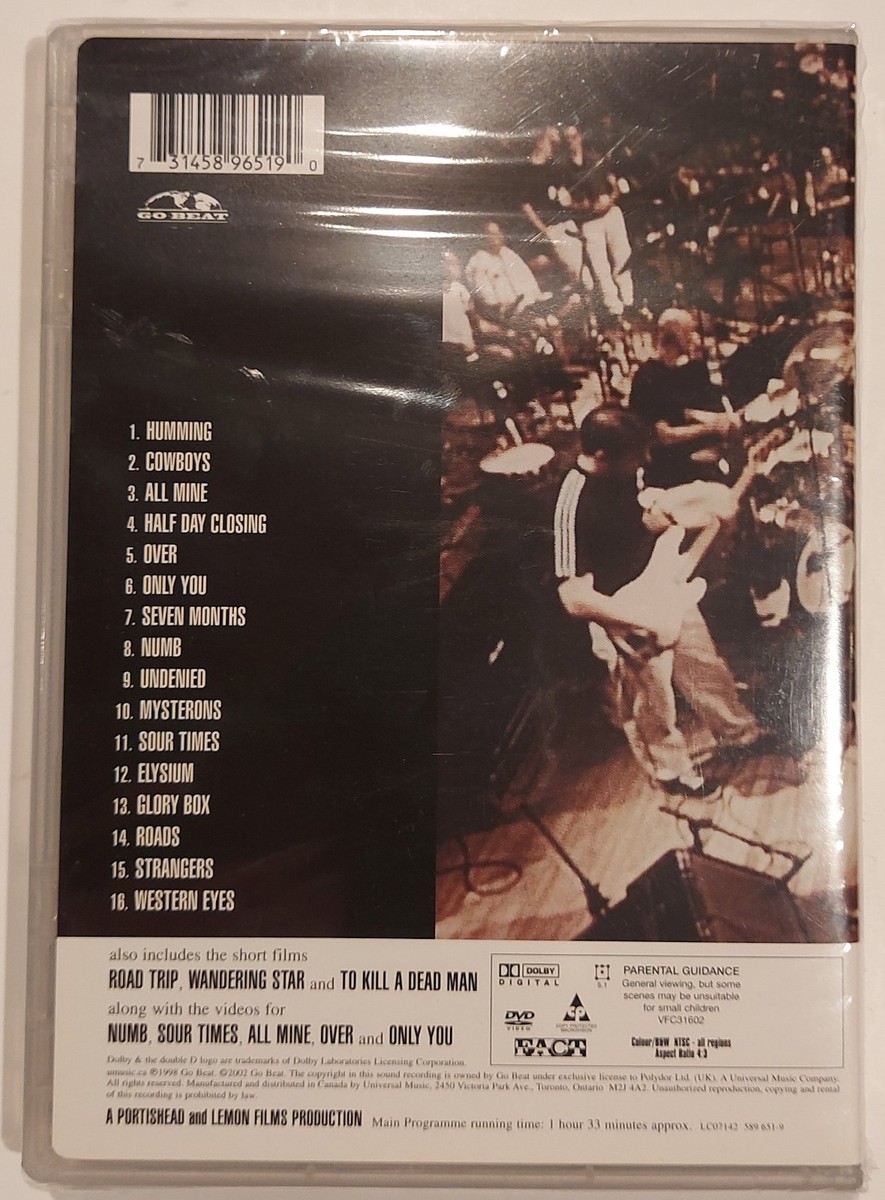 7 31458 96519 0
GO BEAT
1. HUMMING
2. COWBOYS
3. ALL MINE
4. HALF DAY CLOSING
5. OVER
6. ONLY YOU
7. SEVEN MONTHS
8. NUMB
9. UNDENIED
10. MYSTERONS
11. SOUR TIMES
12. ELYSIUM
13. GLORY BOX
14. ROADS
15. STRANGERS
16. WESTERN EYES
also includes the short films
ROAD TRIP, WANDERING STAR and TO KILL A DEAD MAN
along with the videos for
NUMB, SOUR TIMES, ALL MINE, OVER and ONLY YOU
DOLBY
DIGITAL
5.1
DVD
VIDEO
CP
COPY PROTECTED
FACT
PARENTAL GUIDANCE
General viewing, but some
scenes may be unsuitable
for small children
VFC31602
Colour/B&W NTSC - all regions
Aspect Ratio 4:3
Dolby & the double D logo are trademarks of Dolby Laboratories Licensing Corporation.
umusic.ca ℗1998 Go Beat. ©2002 Go Beat. The copyright in this sound recording is owned by Go Beat under exclusive license to Polydor Ltd. (UK). A Universal Music Company.
All rights reserved. Manufactured and distributed in Canada by Universal Music, 2450 Victoria Park Ave., Toronto, Ontario M2J 4A2. Unauthorized reproduction, copying and rental
of this recording is prohibited by law.
A PORTISHEAD and LEMON FILMS PRODUCTION Main Programme running time: 1 hour 33 minutes approx. LC07142 589 651-9